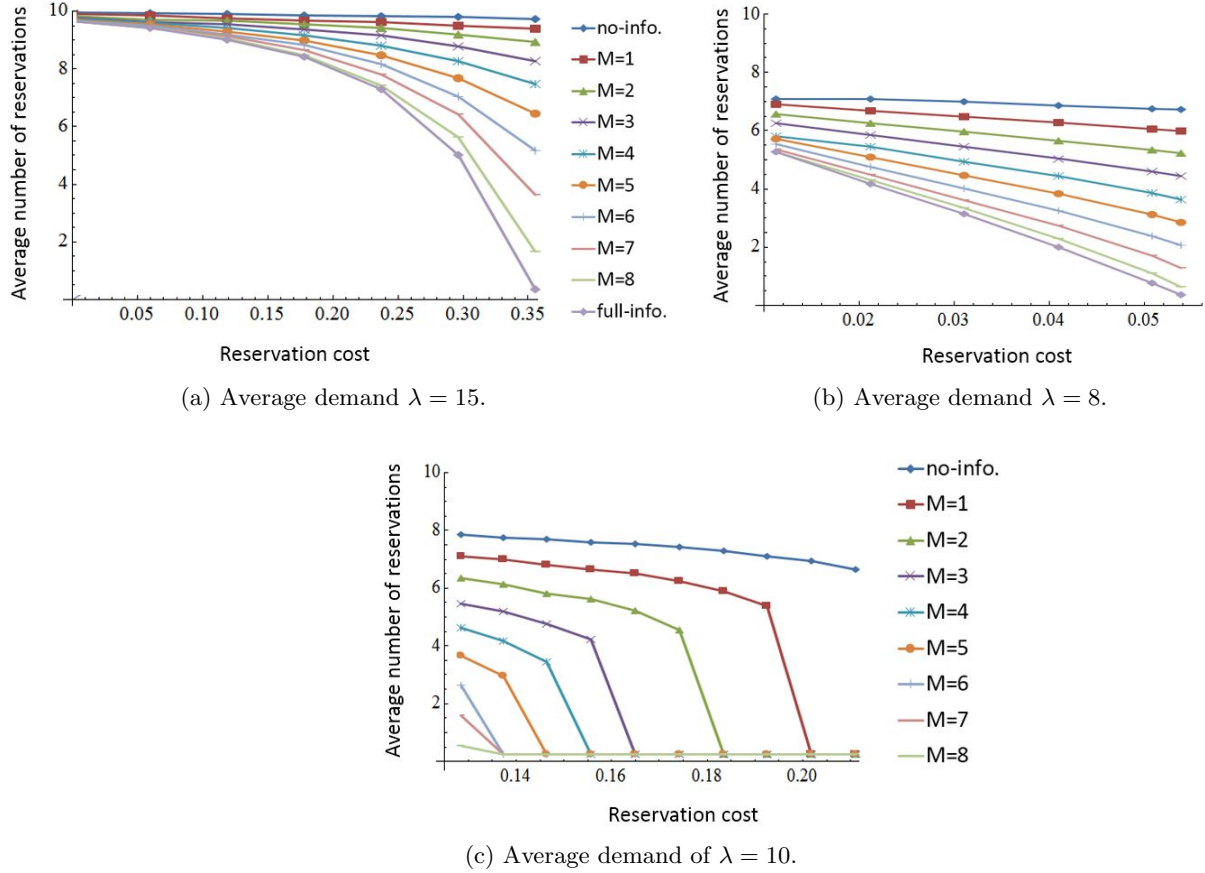 Average number of reservations
10
8
6
4
2
0.05 0.10 0.15 0.20 0.25 0.30 0.35
Reservation cost
no-info.
M=1
M=2
M=3
M=4
M=5
M=6
M=7
M=8
full-info.
(a) Average demand λ = 15.
Average number of reservations
10
8
6
4
2
0.02 0.03 0.04 0.05
Reservation cost
(b) Average demand λ = 8.
Average number of reservations
10
8
6
4
2
0.14 0.16 0.18 0.20
Reservation cost
no-info.
M=1
M=2
M=3
M=4
M=5
M=6
M=7
M=8
(c) Average demand of λ = 10.